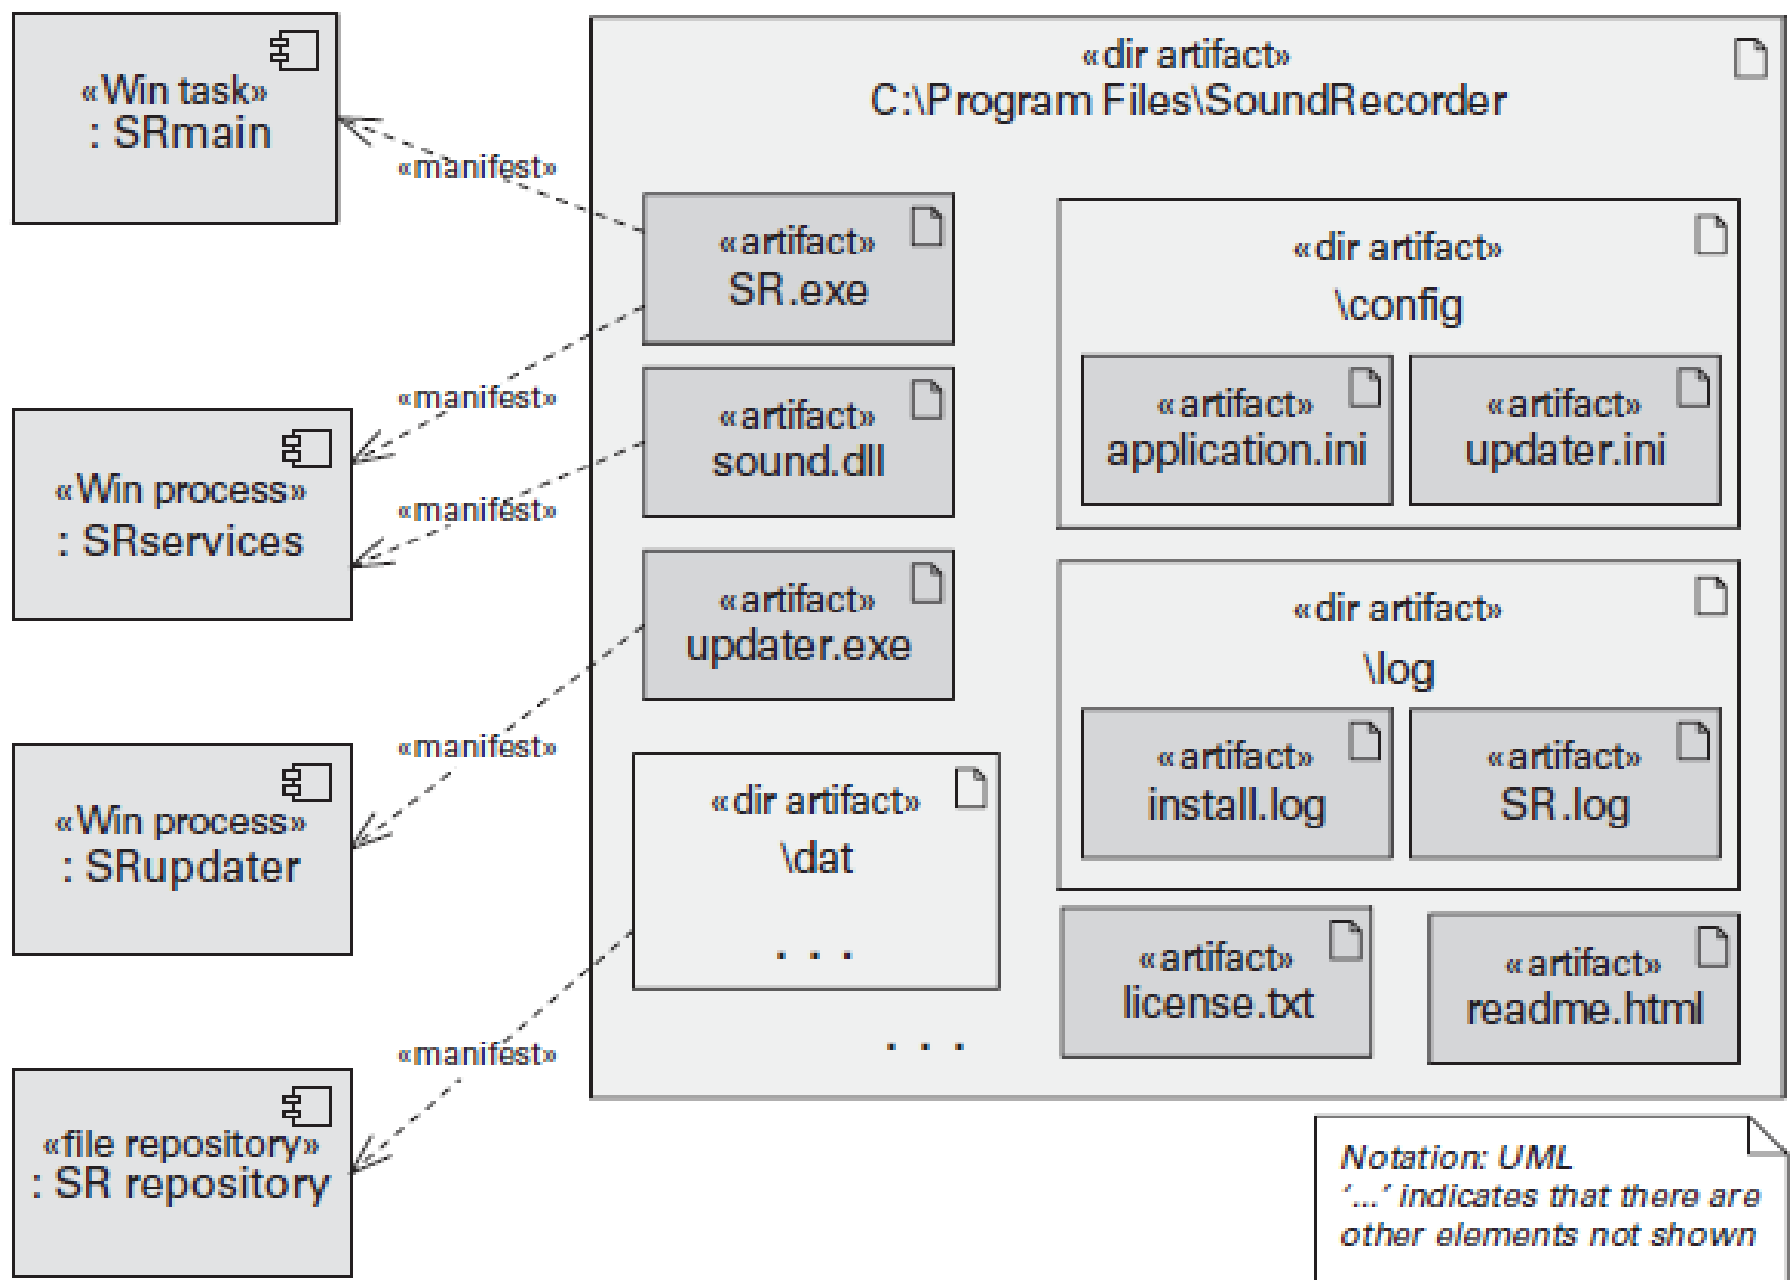 «Win task»
: SRmain
«manifest»
«manifest»
«Win process»
: SRservices
«manifest»
«Win process»
: SRupdater
«manifest»
«file repository»
: SR repository
«manifest»
«dir artifact»
C:\Program Files\SoundRecorder
«artifact»
SR.exe
«artifact»
sound.dll
«artifact»
updater.exe
«dir artifact»
\dat
. . .
. . .
«dir artifact»
\config
«artifact»
application.ini
«artifact»
updater.ini
«dir artifact»
\log
«artifact»
install.log
«artifact»
SR.log
«artifact»
license.txt
«artifact»
readme.html
Notation: UML
‘...’ indicates that there are
other elements not shown